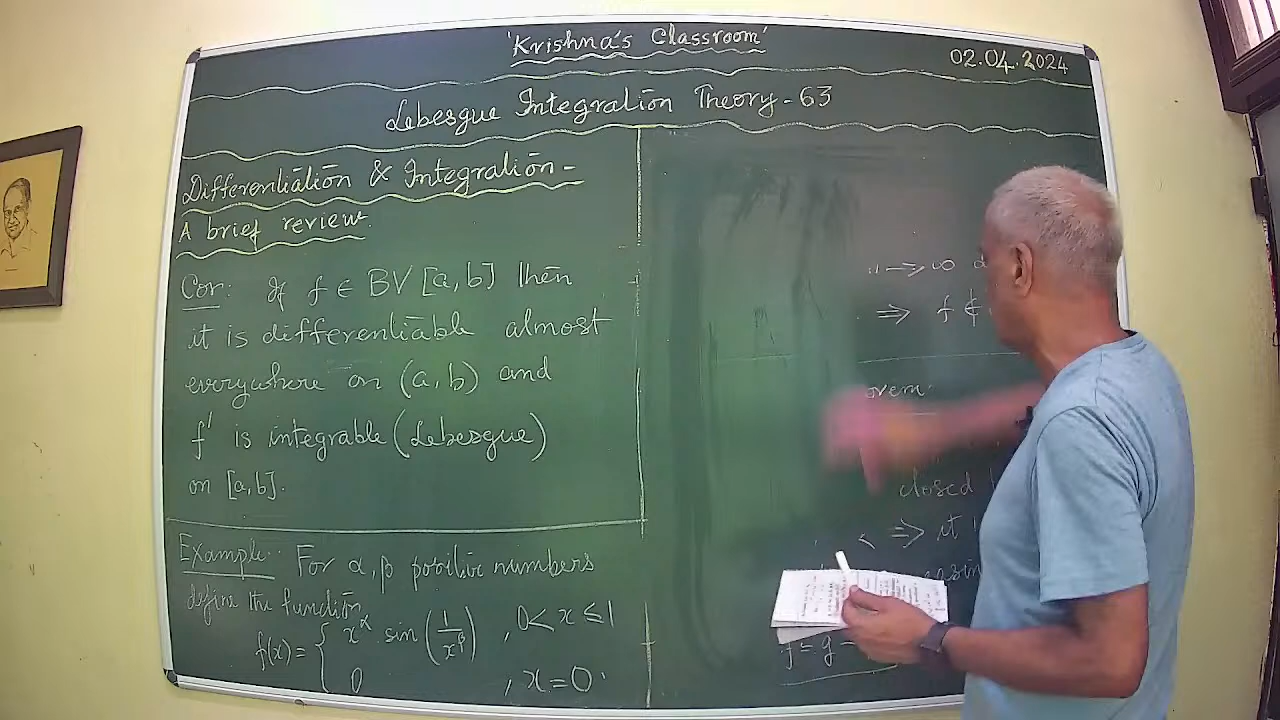 'Krishna's Classroom'
02.04.2024
Lebesgue Integration Theory - 63
Differentiation & Integration -
A brief review.
Cor: If f ∈ BV [a,b] then
it is differentiable almost
everywhere on (a,b) and
f' is integrable (Lebesgue)
on [a,b].
Example: For α,β positive numbers
define the function
f(x) = { x^α sin(1/x^β) , 0 < x ≤ 1
0 , x = 0.
→ ∞
⇒ f ∉
closed
⇒ it
f = g -